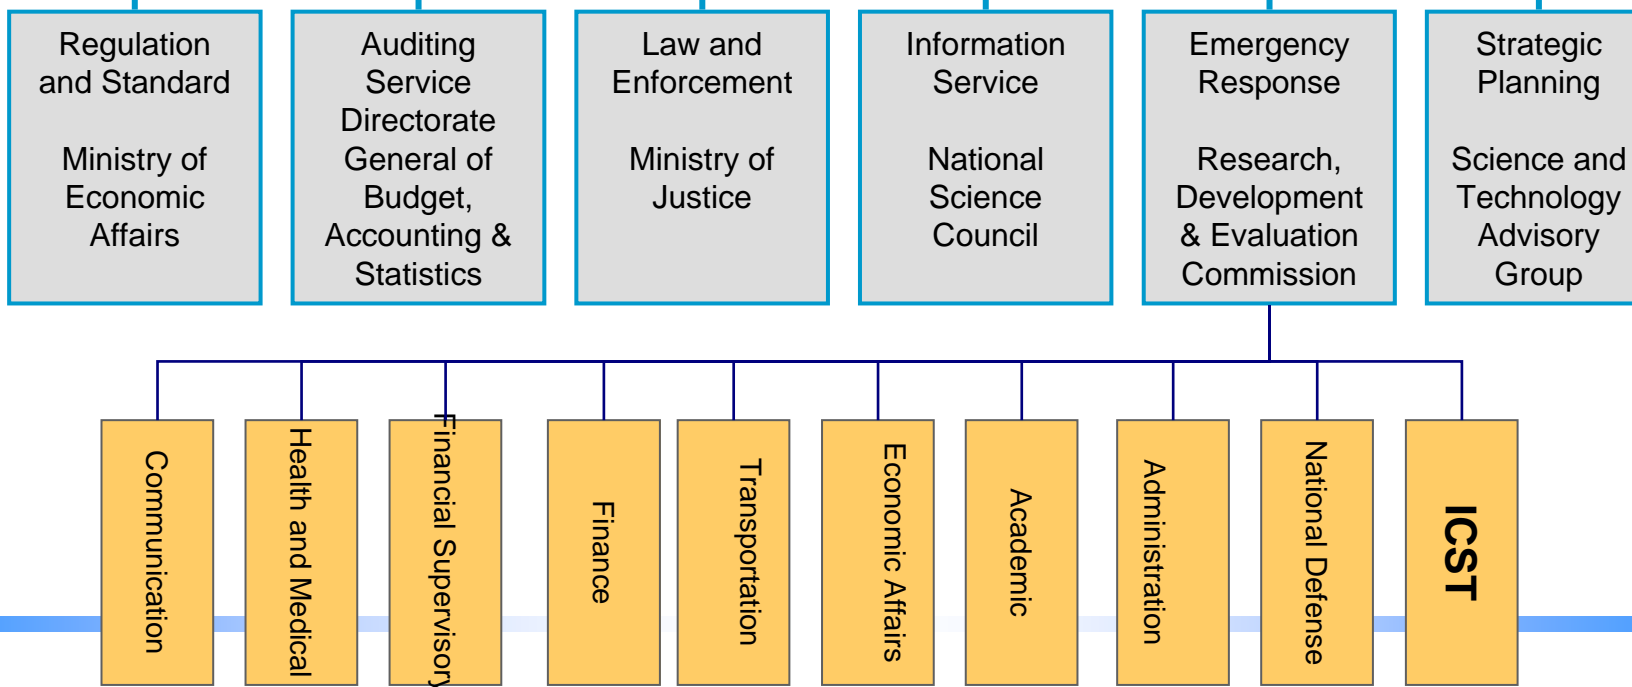 Regulation
and Standard
Ministry of
Economic
Affairs
Auditing
Service
Directorate
General of
Budget,
Accounting &
Statistics
Law and
Enforcement
Ministry of
Justice
Information
Service
National
Science
Council
Emergency
Response
Research,
Development
& Evaluation
Commission
Strategic
Planning
Science and
Technology
Advisory
Group
Communication
Health and Medical
Financial Supervisory
Finance
Transportation
Economic Affairs
Academic
Administration
National Defense
ICST